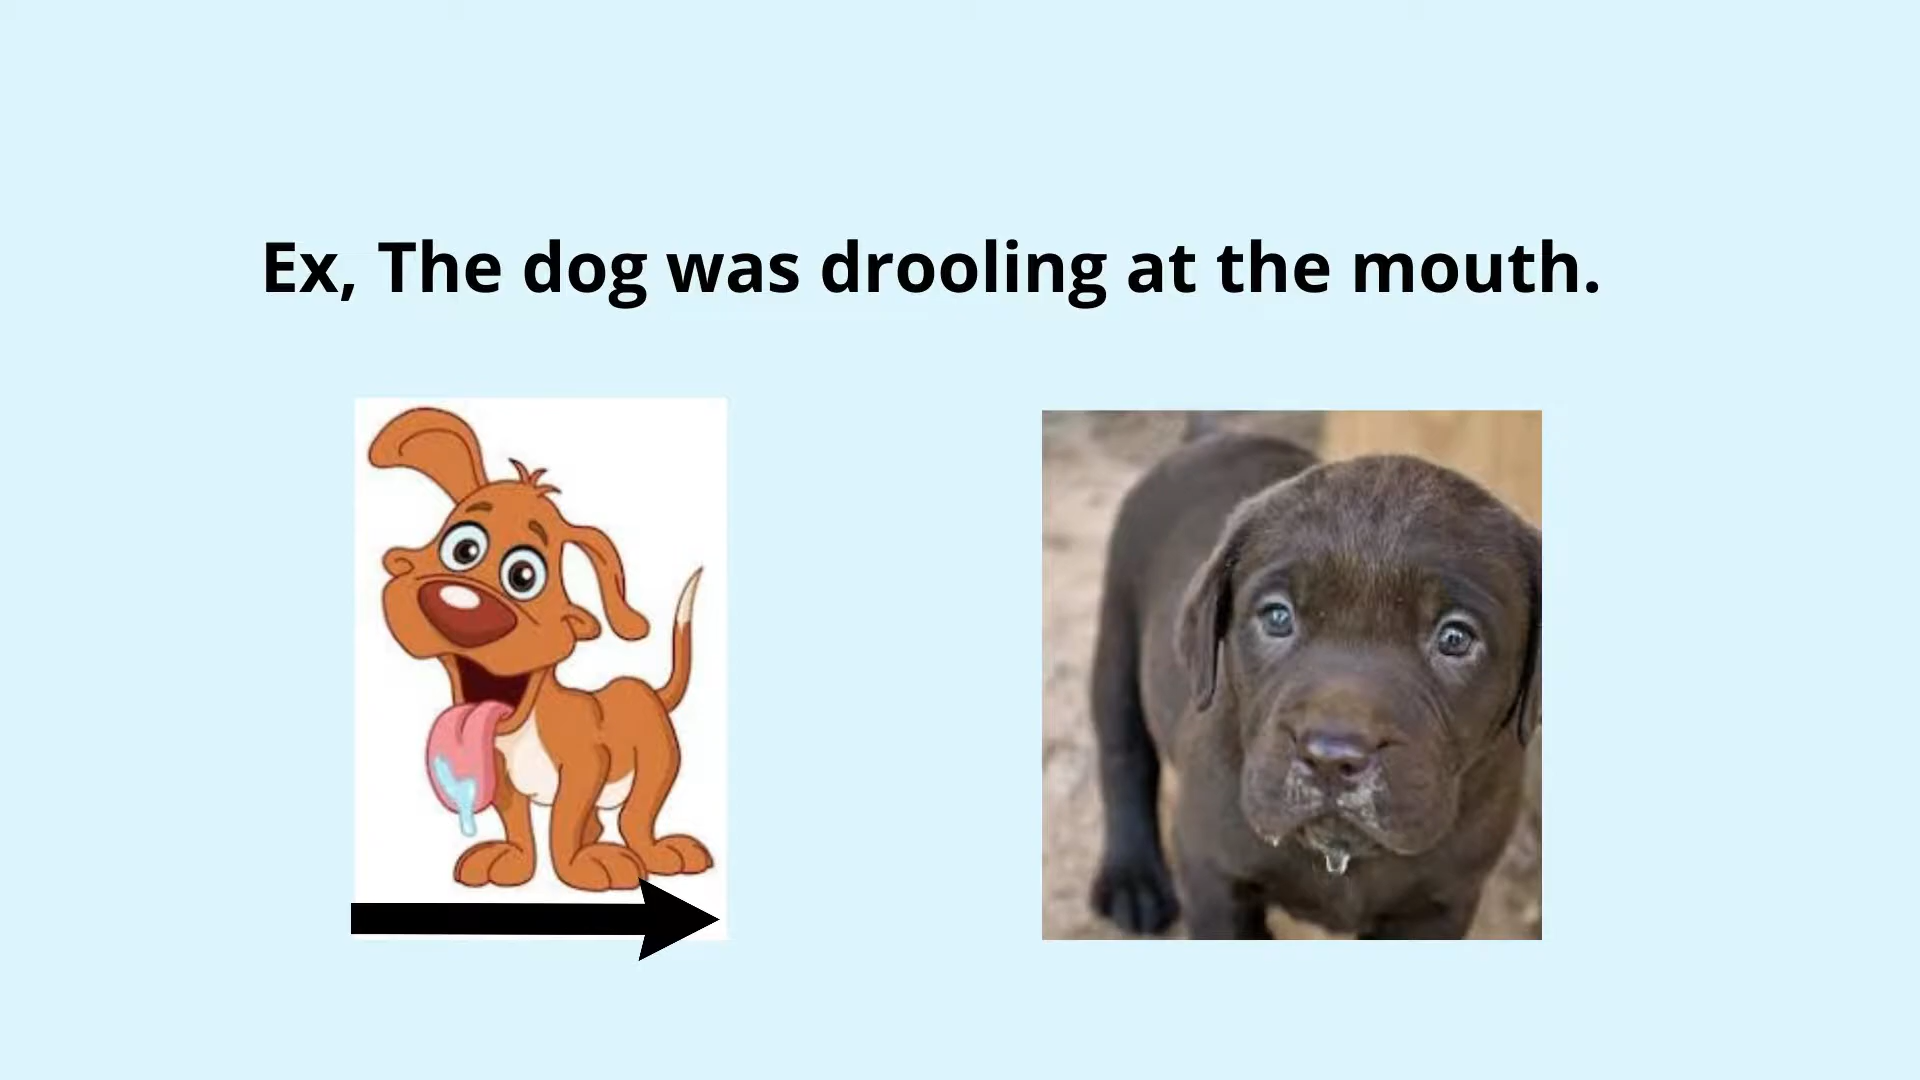 Ex, The dog was drooling at the mouth.